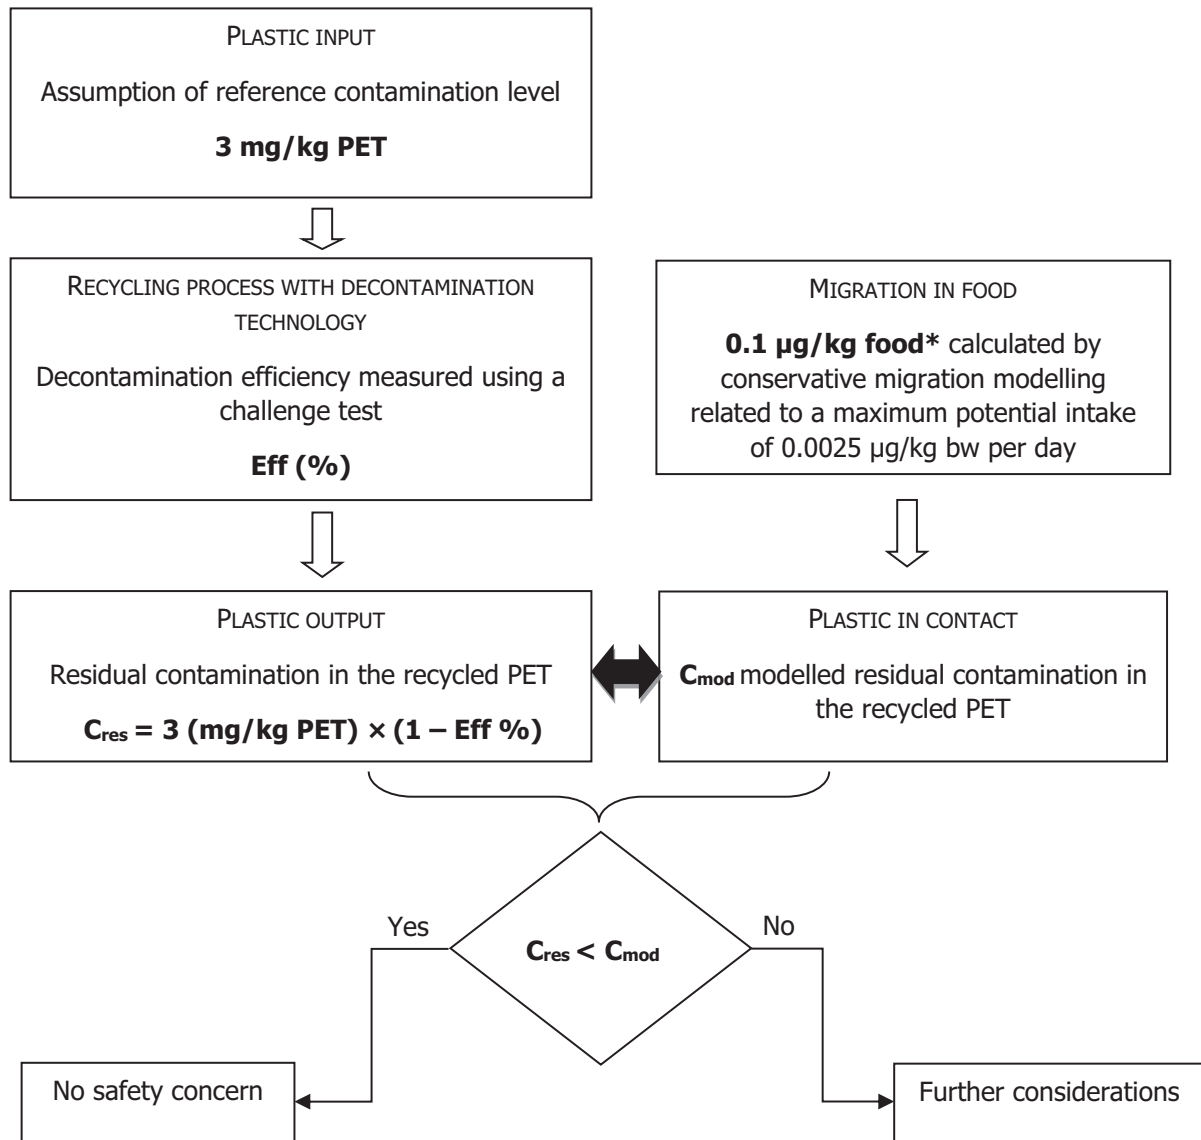 PLASTIC INPUT
Assumption of reference contamination level
3 mg/kg PET
RECYCLING PROCESS WITH DECONTAMINATION
TECHNOLOGY
Decontamination efficiency measured using a
challenge test
Eff (%)
MIGRATION IN FOOD
0.1 µg/kg food* calculated by
conservative migration modelling
related to a maximum potential intake
of 0.0025 µg/kg bw per day
PLASTIC OUTPUT
Residual contamination in the recycled PET
Cres = 3 (mg/kg PET) × (1 – Eff %)
PLASTIC IN CONTACT
Cmod modelled residual contamination in
the recycled PET
Yes
No
Cres < Cmod
No safety concern
Further considerations